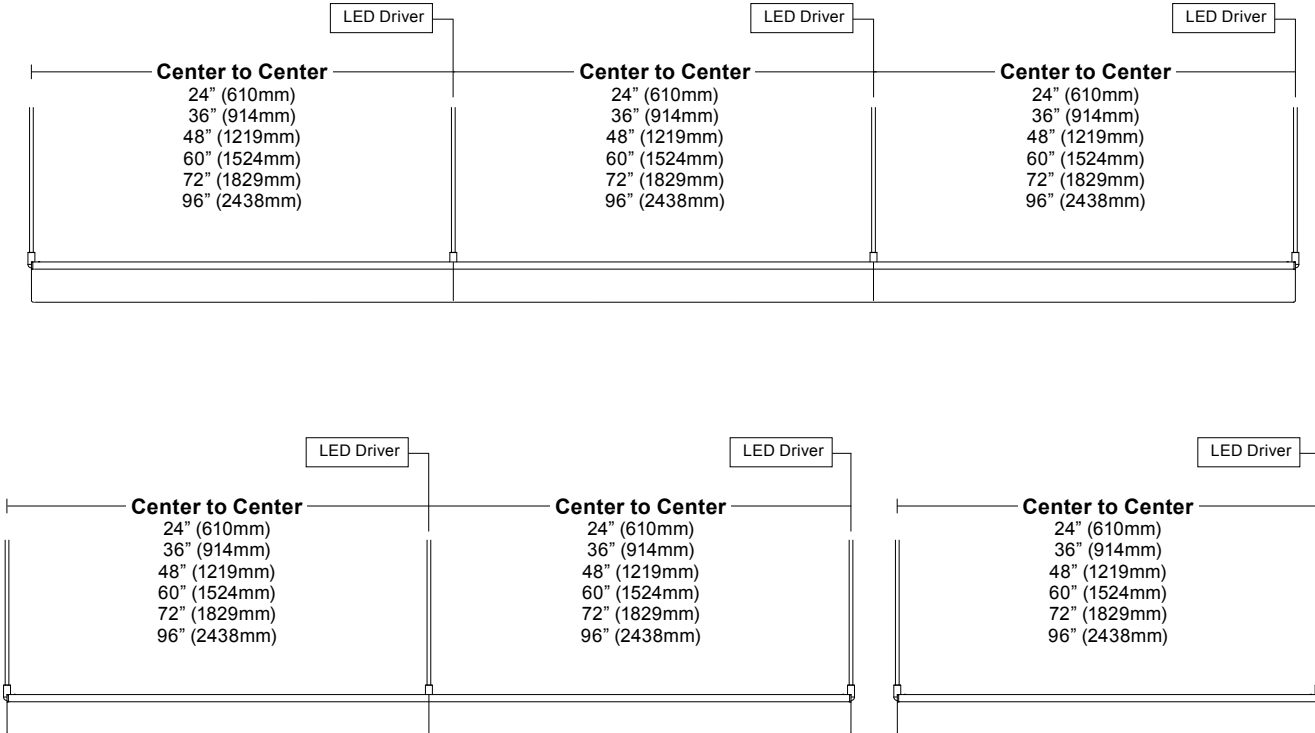 LED Driver
LED Driver
LED Driver
Center to Center
24” (610mm)
36” (914mm)
48” (1219mm)
60” (1524mm)
72” (1829mm)
96” (2438mm)
Center to Center
24” (610mm)
36” (914mm)
48” (1219mm)
60” (1524mm)
72” (1829mm)
96” (2438mm)
Center to Center
24” (610mm)
36” (914mm)
48” (1219mm)
60” (1524mm)
72” (1829mm)
96” (2438mm)
LED Driver
LED Driver
LED Driver
Center to Center
24” (610mm)
36” (914mm)
48” (1219mm)
60” (1524mm)
72” (1829mm)
96” (2438mm)
Center to Center
24” (610mm)
36” (914mm)
48” (1219mm)
60” (1524mm)
72” (1829mm)
96” (2438mm)
Center to Center
24” (610mm)
36” (914mm)
48” (1219mm)
60” (1524mm)
72” (1829mm)
96” (2438mm)